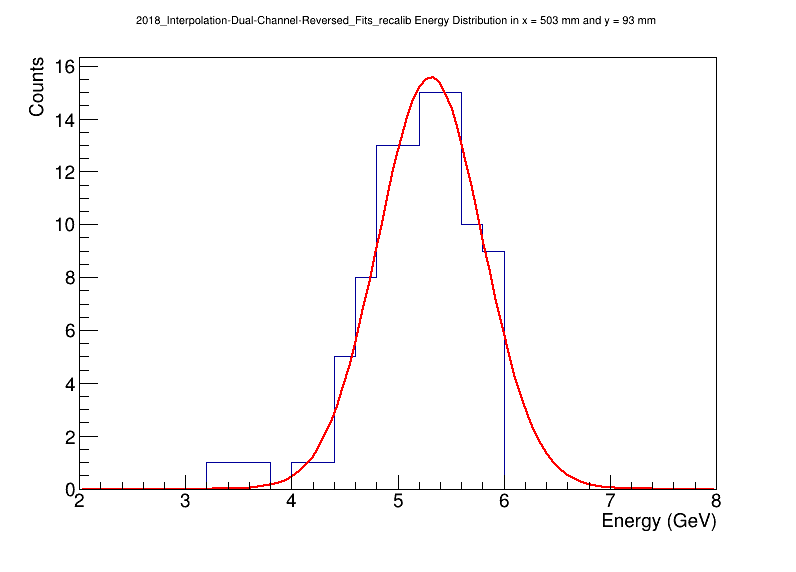 2018_Interpolation-Dual-Channel-Reversed_Fits_recalib Energy Distribution in x = 503 mm and y = 93 mm
Counts
16
14
12
10
8
6
4
2
0
2 3 4 5 6 7 8
Energy (GeV)